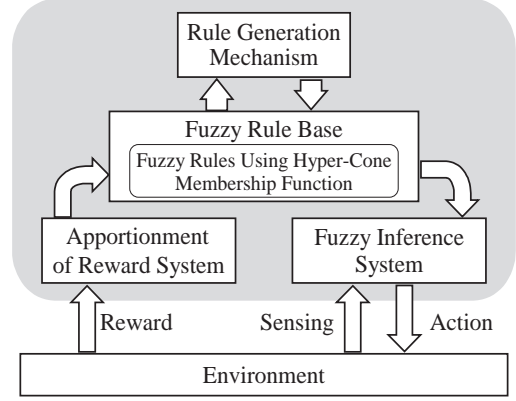 Rule Generation
Mechanism
Fuzzy Rule Base
Fuzzy Rules Using Hyper-Cone
Membership Function
Apportionment
of Reward System
Fuzzy Inference
System
Reward
Sensing
Action
Environment